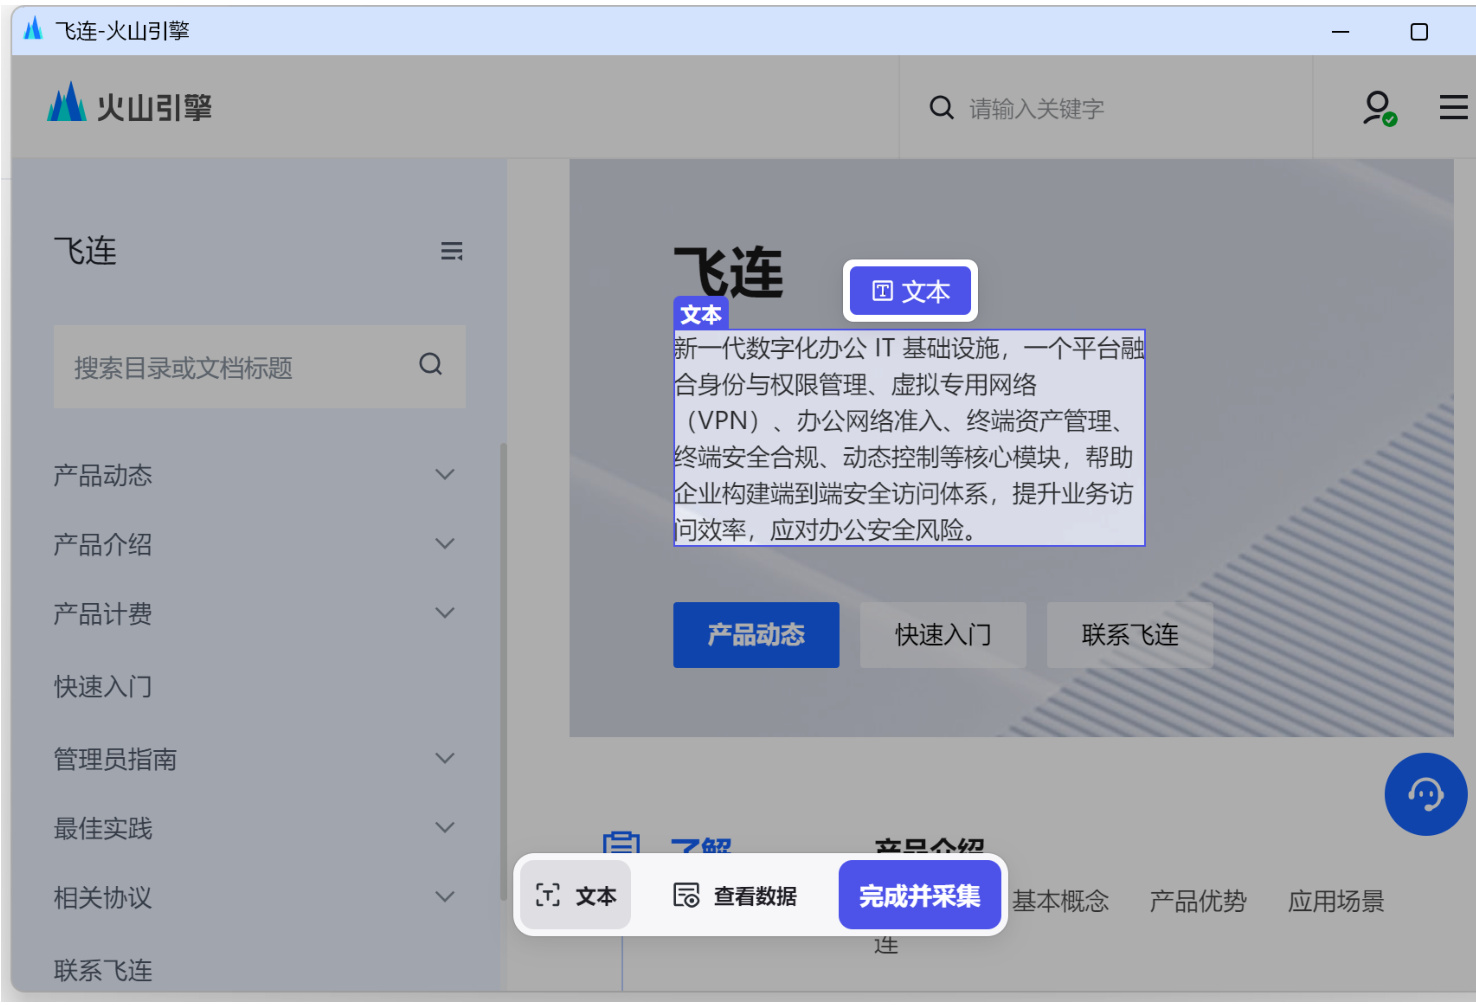 飞连-火山引擎
火山引擎
请输入关键字
飞连
搜索目录或文档标题
产品动态
产品介绍
产品计费
快速入门
管理员指南
最佳实践
相关协议
联系飞连
飞连
文本
文本
新一代数字化办公 IT 基础设施，一个平台融
合身份与权限管理、虚拟专用网络
（VPN）、办公网络准入、终端资产管理、
终端安全合规、动态控制等核心模块，帮助
企业构建端到端安全访问体系，提升业务访
问效率，应对办公安全风险。
产品动态
快速入门
联系飞连
了解
产品介绍
基本概念
产品优势
应用场景
连
文本
查看数据
完成并采集